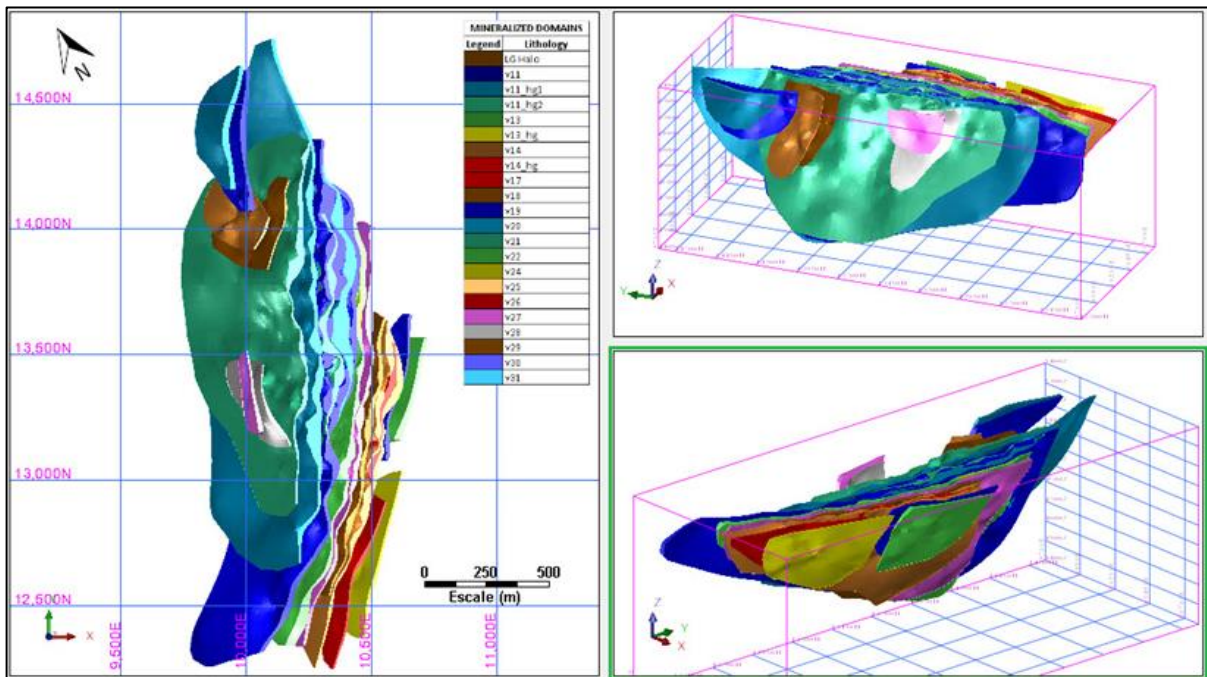 N
MINERALIZED DOMAINS
Legend Lithology
LG Halo
v11
v11_hg1
v11_hg2
v13
v13_hg
v14
v14_hg
v17
v18
v19
v20
v21
v22
v24
v25
v26
v27
v28
v29
v30
v31
14,500N
14,000N
13,500N
13,000N
12,500N
9,500E
10,000E
10,500E
11,000E
0 250 500
Escale (m)
X
Z
Y X
Z
Y
X